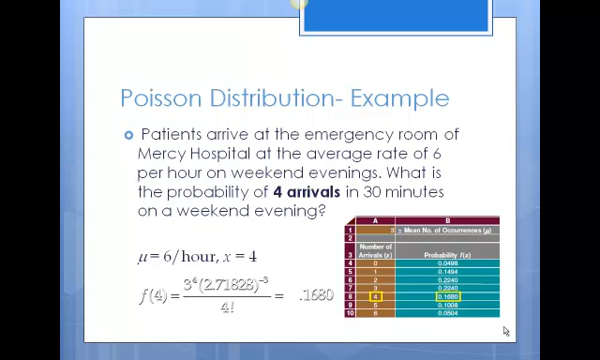 Poisson Distribution- Example
Patients arrive at the emergency room of
Mercy Hospital at the average rate of 6
per hour on weekend evenings. What is
the probability of 4 arrivals in 30 minutes
on a weekend evening?
μ = 6/hour, x = 4
f(4) = 3⁴(2.71828)⁻³ / 4! = .1680
A B
1 3 = Mean No. of Occurrences (μ)
2
3 Number of Arrivals (x) Probability f(x)
4 0 0.0498
5 1 0.1494
6 2 0.2240
7 3 0.2240
8 4 0.1680
9 5 0.1008
10 6 0.0504